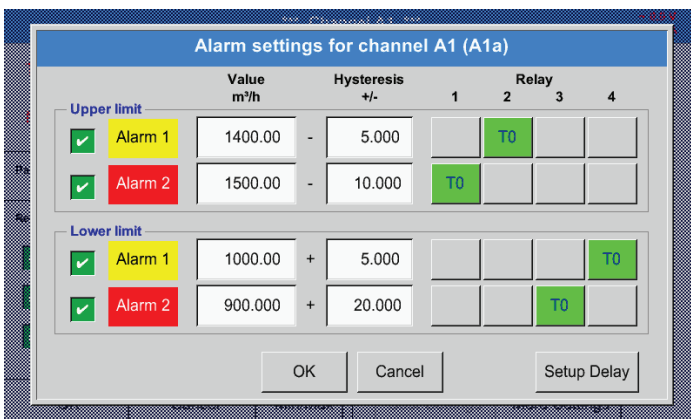 *** Channel A1 ***
Alarm settings for channel A1 (A1a)
Value Hysteresis Relay
m³/h +/- 1 2 3 4
Upper limit
Alarm 1 1400.00 - 5.000 T0
Alarm 2 1500.00 - 10.000 T0
Lower limit
Alarm 1 1000.00 + 5.000 T0
Alarm 2 900.000 + 20.000 T0
OK Cancel Setup Delay